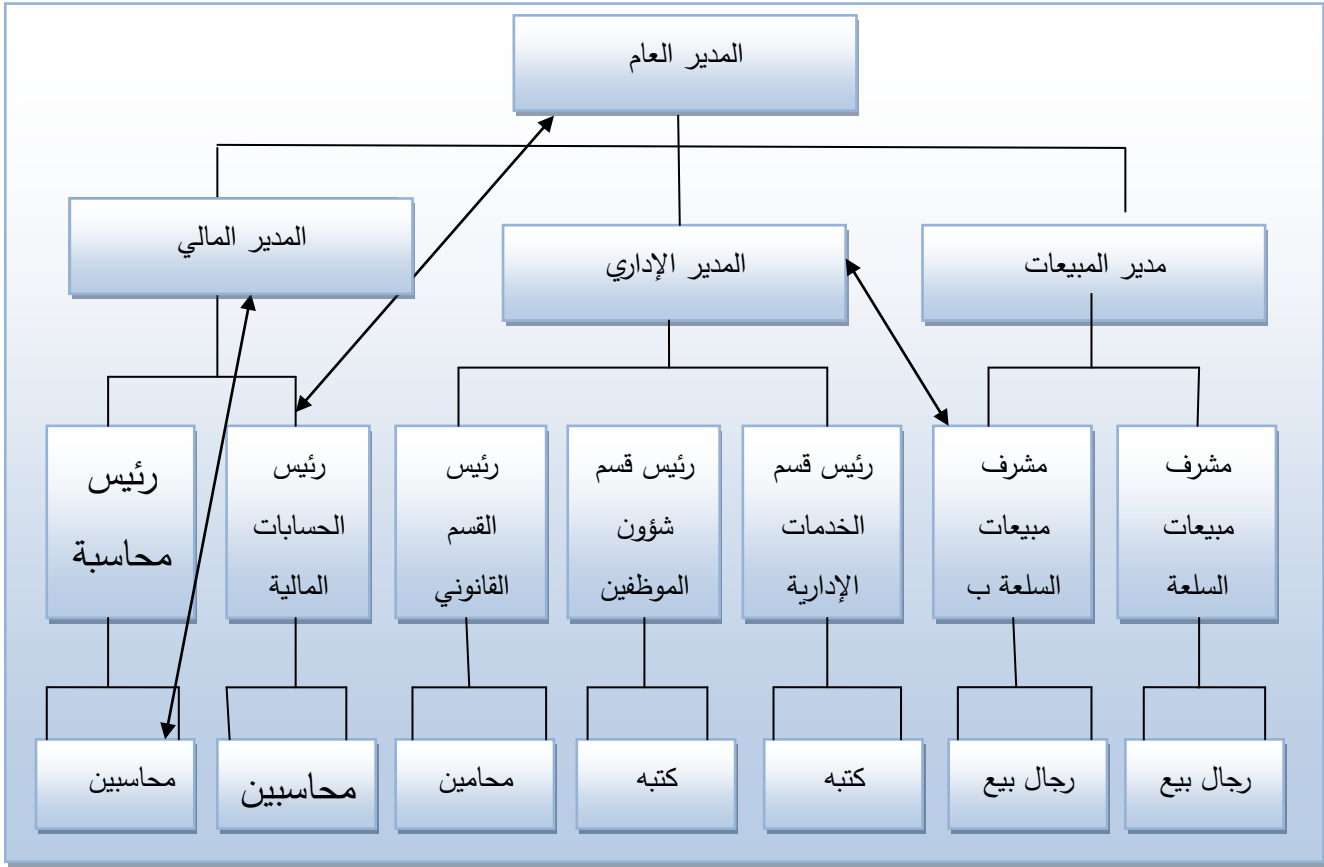 المدير العام
مدير المبيعات
المدير الإداري
المدير المالي
مشرف
مبيعات
السلعة
مشرف
مبيعات
السلعة ب
رئيس قسم
الخدمات
الإدارية
رئيس قسم
شؤون
الموظفين
رئيس
القسم
القانوني
رئيس
الحسابات
المالية
رئيس
محاسبة
رجال بيع
رجال بيع
كتبه
كتبه
محامين
محاسبين
محاسبين